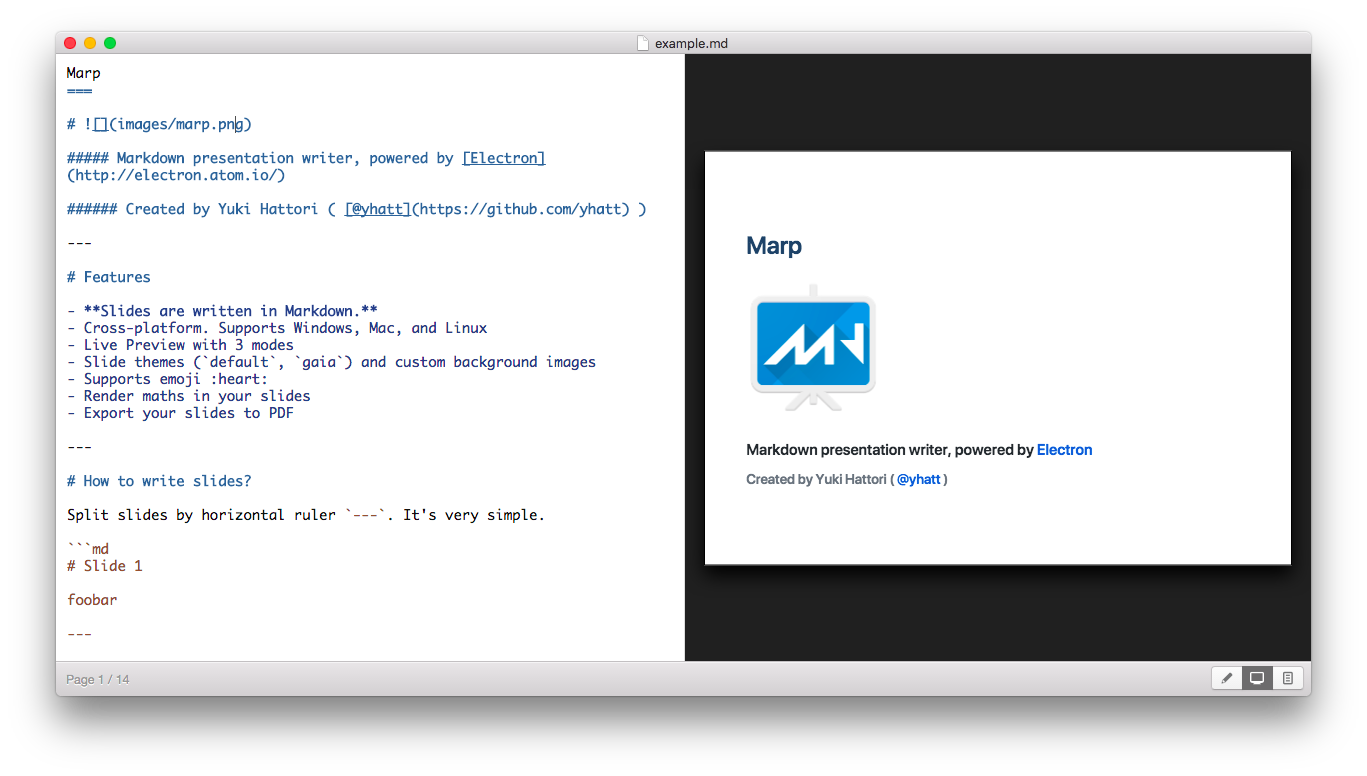 example.md
Marp
===
# ![](images/marp.png)
##### Markdown presentation writer, powered by [Electron]
(http://electron.atom.io/)
###### Created by Yuki Hattori ( [@yhatt](https://github.com/yhatt) )
---
# Features
- **Slides are written in Markdown.**
- Cross-platform. Supports Windows, Mac, and Linux
- Live Preview with 3 modes
- Slide themes (`default`, `gaia`) and custom background images
- Supports emoji :heart:
- Render maths in your slides
- Export your slides to PDF
---
# How to write slides?
Split slides by horizontal ruler `---`. It's very simple.
```md
# Slide 1
foobar
---
Marp
Markdown presentation writer, powered by Electron
Created by Yuki Hattori ( @yhatt )
Page 1 / 14